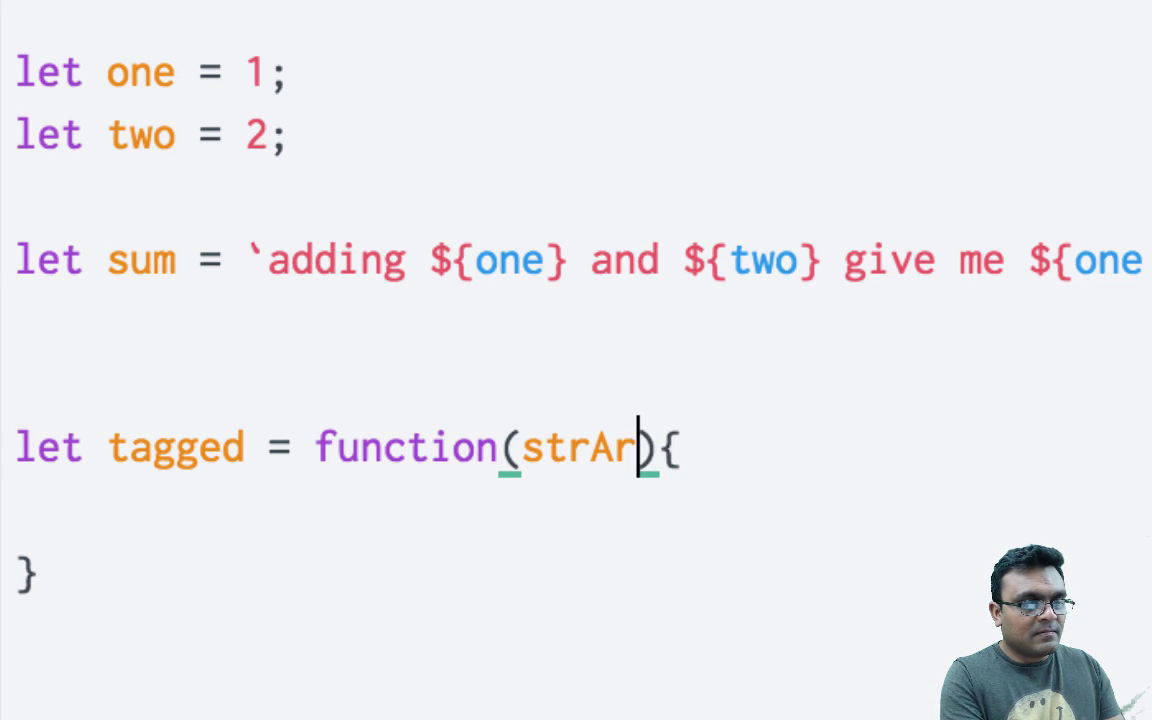 let one = 1;
let two = 2;
let sum = `adding ${one} and ${two} give me ${one
let tagged = function(strAr){
}